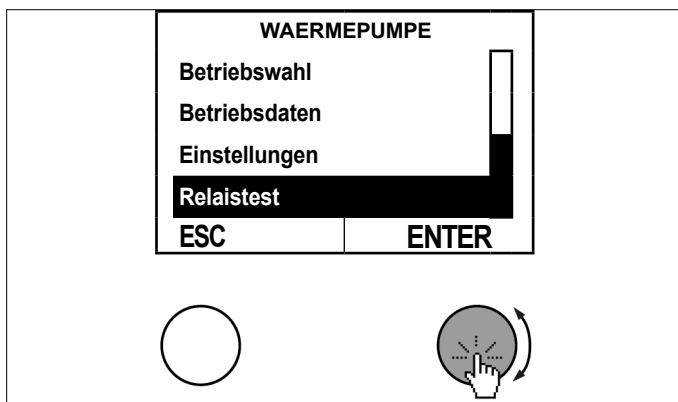 WAERMEPUMPE
Betriebswahl
Betriebsdaten
Einstellungen
Relaistest
ESC ENTER